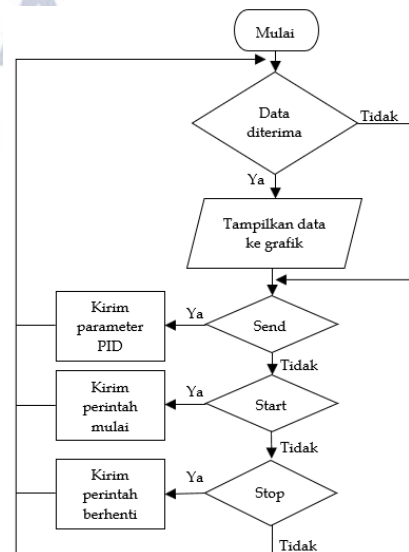 Mulai
Data
diterima
Tidak
Ya
Tampilkan data
ke grafik
Kirim
parameter
PID
Ya
Send
Tidak
Kirim
perintah
mulai
Ya
Start
Tidak
Kirim
perintah
berhenti
Ya
Stop
Tidak